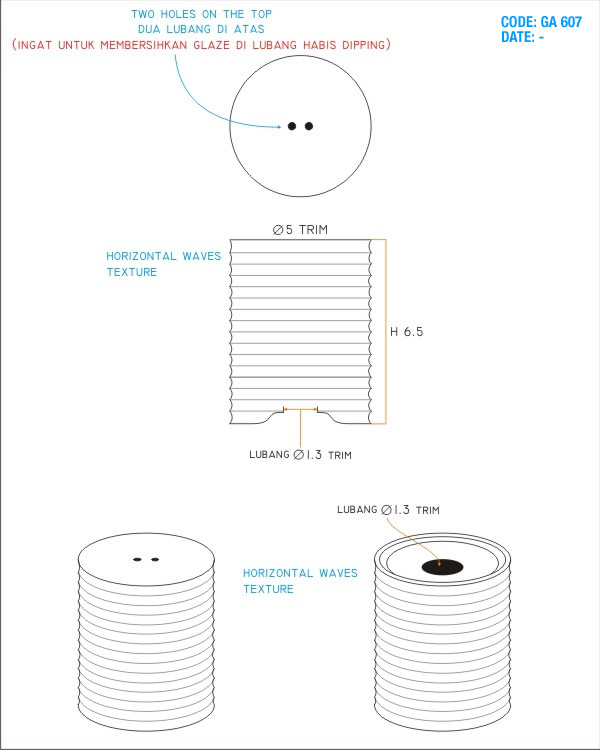 TWO HOLES ON THE TOP
DUA LUBANG DI ATAS
(INGAT UNTUK MEMBERSIHKAN GLAZE DI LUBANG HABIS DIPPING)
CODE: GA 607
DATE: -
∅5 TRIM
HORIZONTAL WAVES
TEXTURE
H 6.5
LUBANG ∅1.3 TRIM
LUBANG ∅1.3 TRIM
HORIZONTAL WAVES
TEXTURE